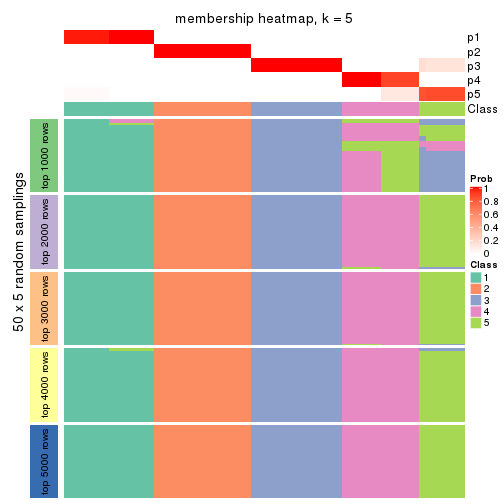 membership heatmap, k = 5
p1
p2
p3
p4
p5
Class
50 x 5 random samplings
top 1000 rows
top 2000 rows
top 3000 rows
top 4000 rows
top 5000 rows
Prob
1
0.8
0.6
0.4
0.2
0
Class
1
2
3
4
5